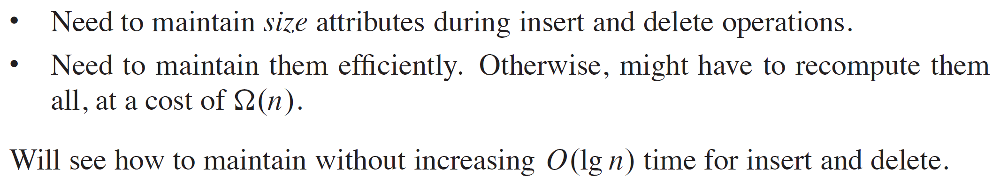 • Need to maintain size attributes during insert and delete operations.
• Need to maintain them efficiently. Otherwise, might have to recompute them
all, at a cost of Ω(n).
Will see how to maintain without increasing O(lg n) time for insert and delete.